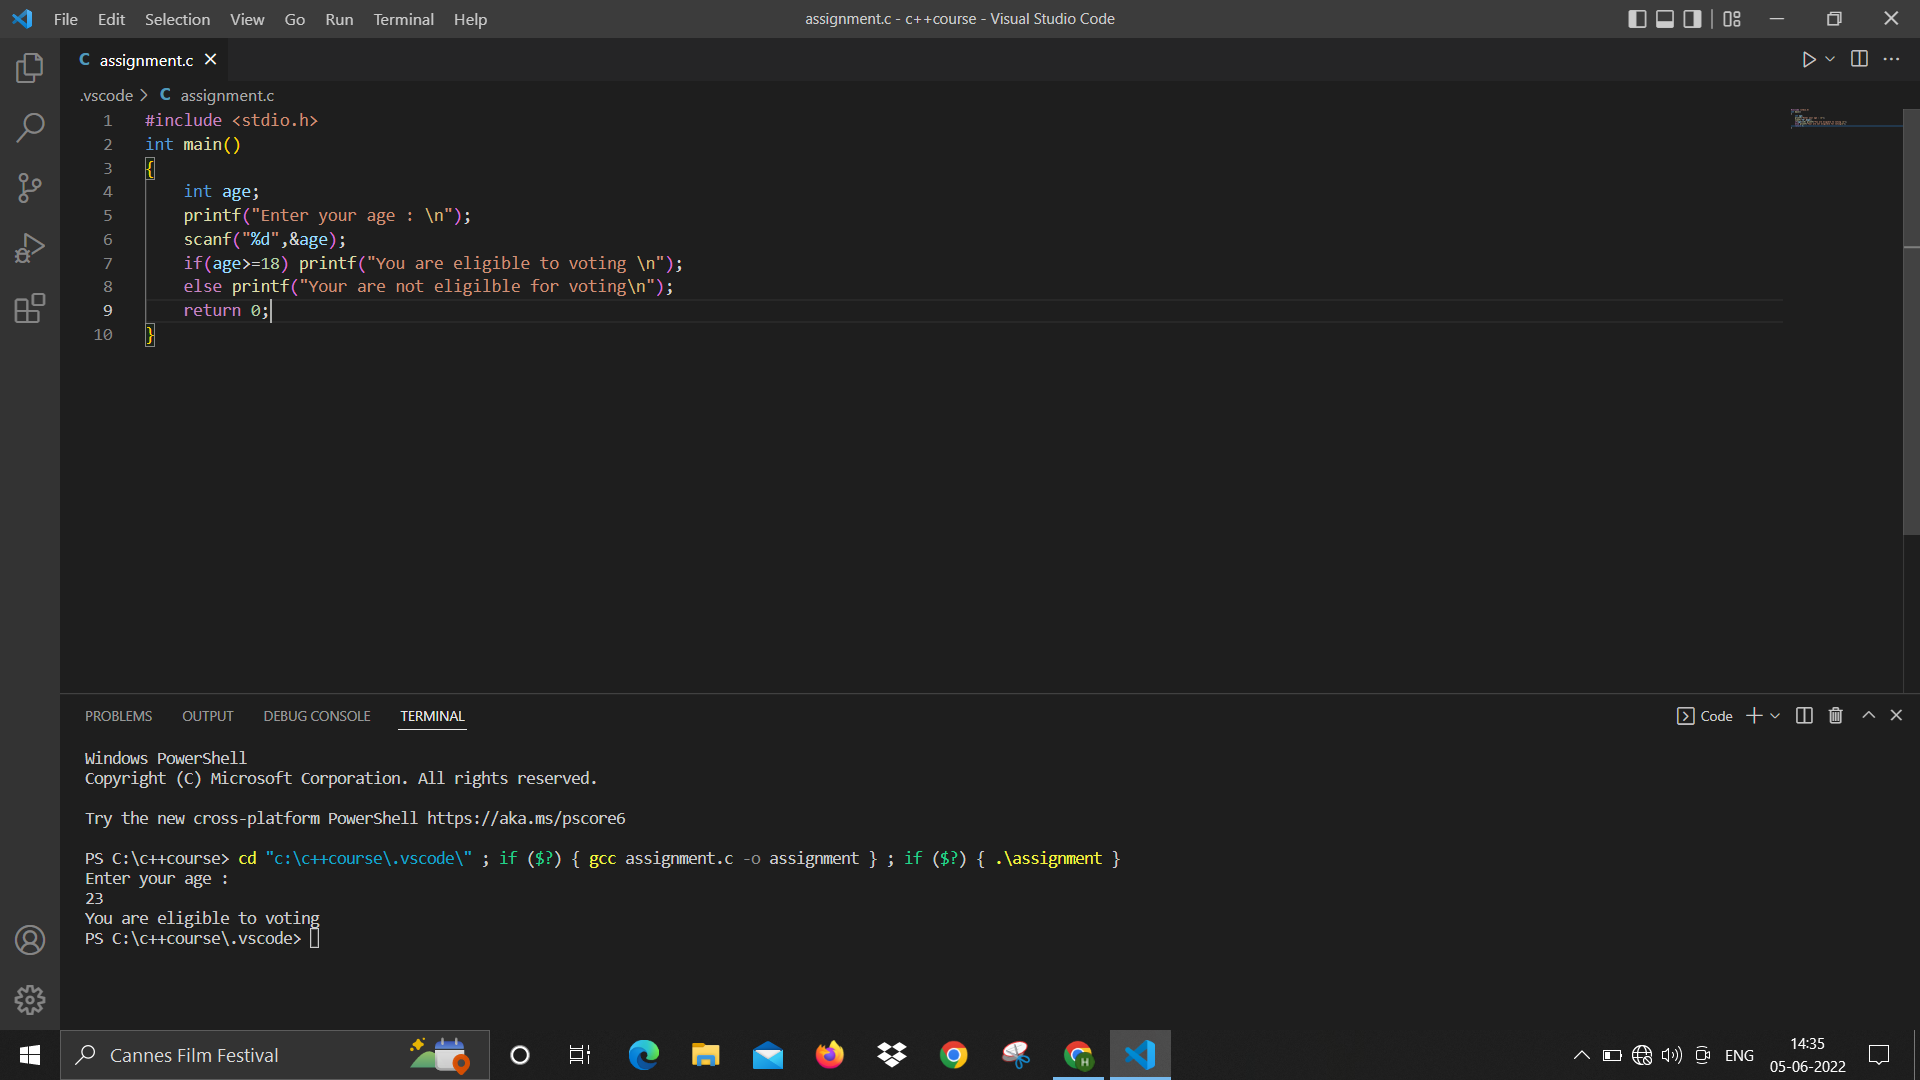 File Edit Selection View Go Run Terminal Help
assignment.c - c++course - Visual Studio Code
C assignment.c
.vscode > C assignment.c
1 #include <stdio.h>
2 int main()
3 {
4 int age;
5 printf("Enter your age : \n");
6 scanf("%d",&age);
7 if(age>=18) printf("You are eligible to voting \n");
8 else printf("Your are not eligilble for voting\n");
9 return 0;
10 }
PROBLEMS OUTPUT DEBUG CONSOLE TERMINAL
Code
Windows PowerShell
Copyright (C) Microsoft Corporation. All rights reserved.
Try the new cross-platform PowerShell https://aka.ms/pscore6
PS C:\c++course> cd "c:\c++course\.vscode\" ; if ($?) { gcc assignment.c -o assignment } ; if ($?) { .\assignment }
Enter your age :
23
You are eligible to voting
PS C:\c++course\.vscode>
Cannes Film Festival
H
ENG
14:35
05-06-2022